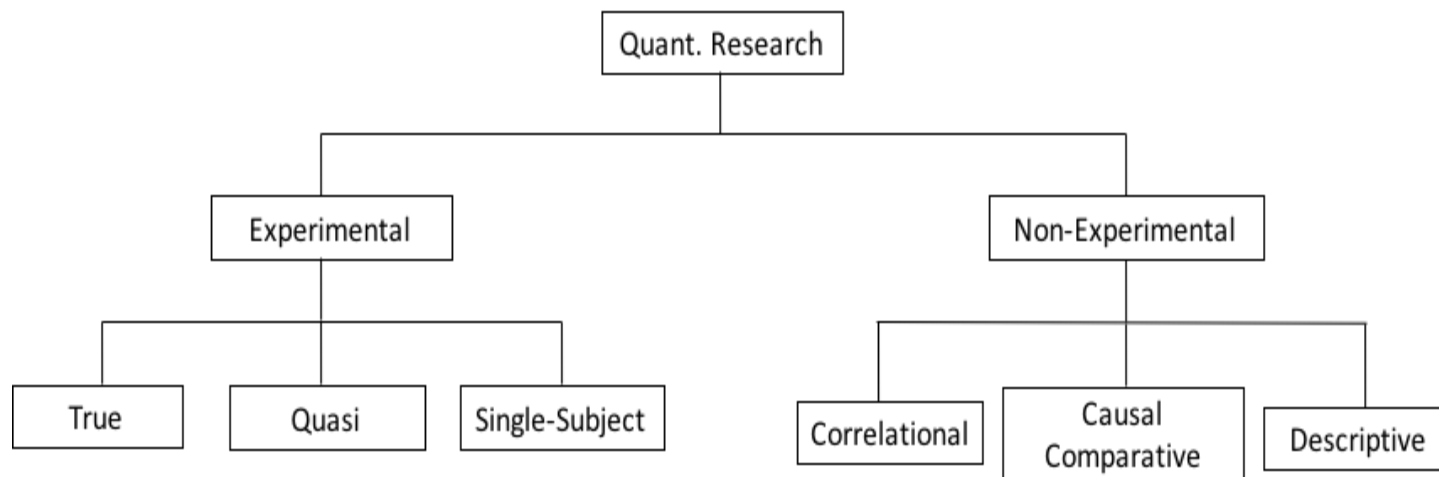 Quant. Research
Experimental
Non-Experimental
True
Quasi
Single-Subject
Correlational
Causal
Comparative
Descriptive